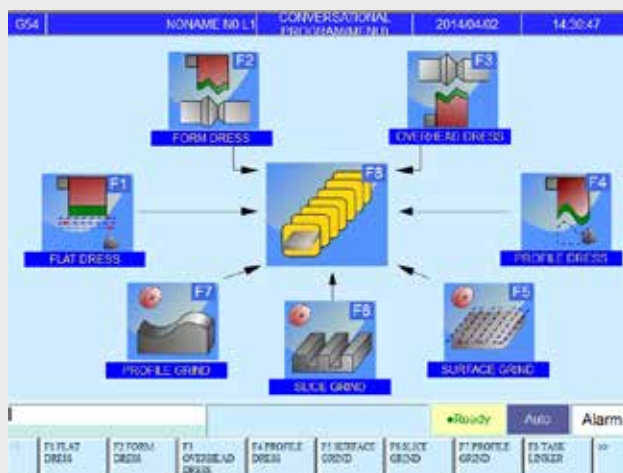 G54 NONAME N0 L1 CONVERSATIONAL PROGRAM(MENU) 2014/04/02 14:30:47
F2
FORM DRESS
F3
OVERHEAD DRESS
F1
FLAT DRESS
F8
F4
PROFILE DRESS
F7
PROFILE GRIND
F6
SLICE GRIND
F5
SURFACE GRIND
●Ready Auto Alarm
F1 FLAT DRESS
F2 FORM DRESS
F3 OVERHEAD DRESS
F4 PROFILE DRESS
F5 SURFACE GRIND
F6 SLICE GRIND
F7 PROFILE GRIND
F8 TASK LINKER
>>